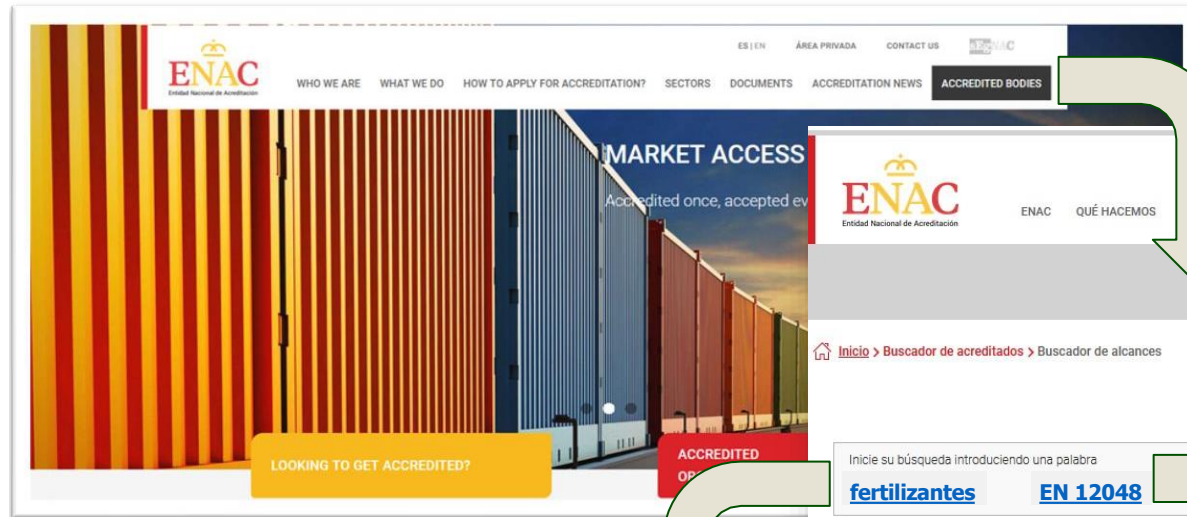 ES | EN ÁREA PRIVADA CONTACT US
ENAC
Entidad Nacional de Acreditación
WHO WE ARE WHAT WE DO HOW TO APPLY FOR ACCREDITATION? SECTORS DOCUMENTS ACCREDITATION NEWS ACCREDITED BODIES
MARKET ACCESS
Accredited once, accepted
ENAC
Entidad Nacional de Acreditación
ENAC QUÉ HACEMOS
Inicio > Buscador de acreditados > Buscador de alcances
LOOKING TO GET ACCREDITED?
ACCREDITED
Inicie su búsqueda introduciendo una palabra
fertilizantes EN 12048